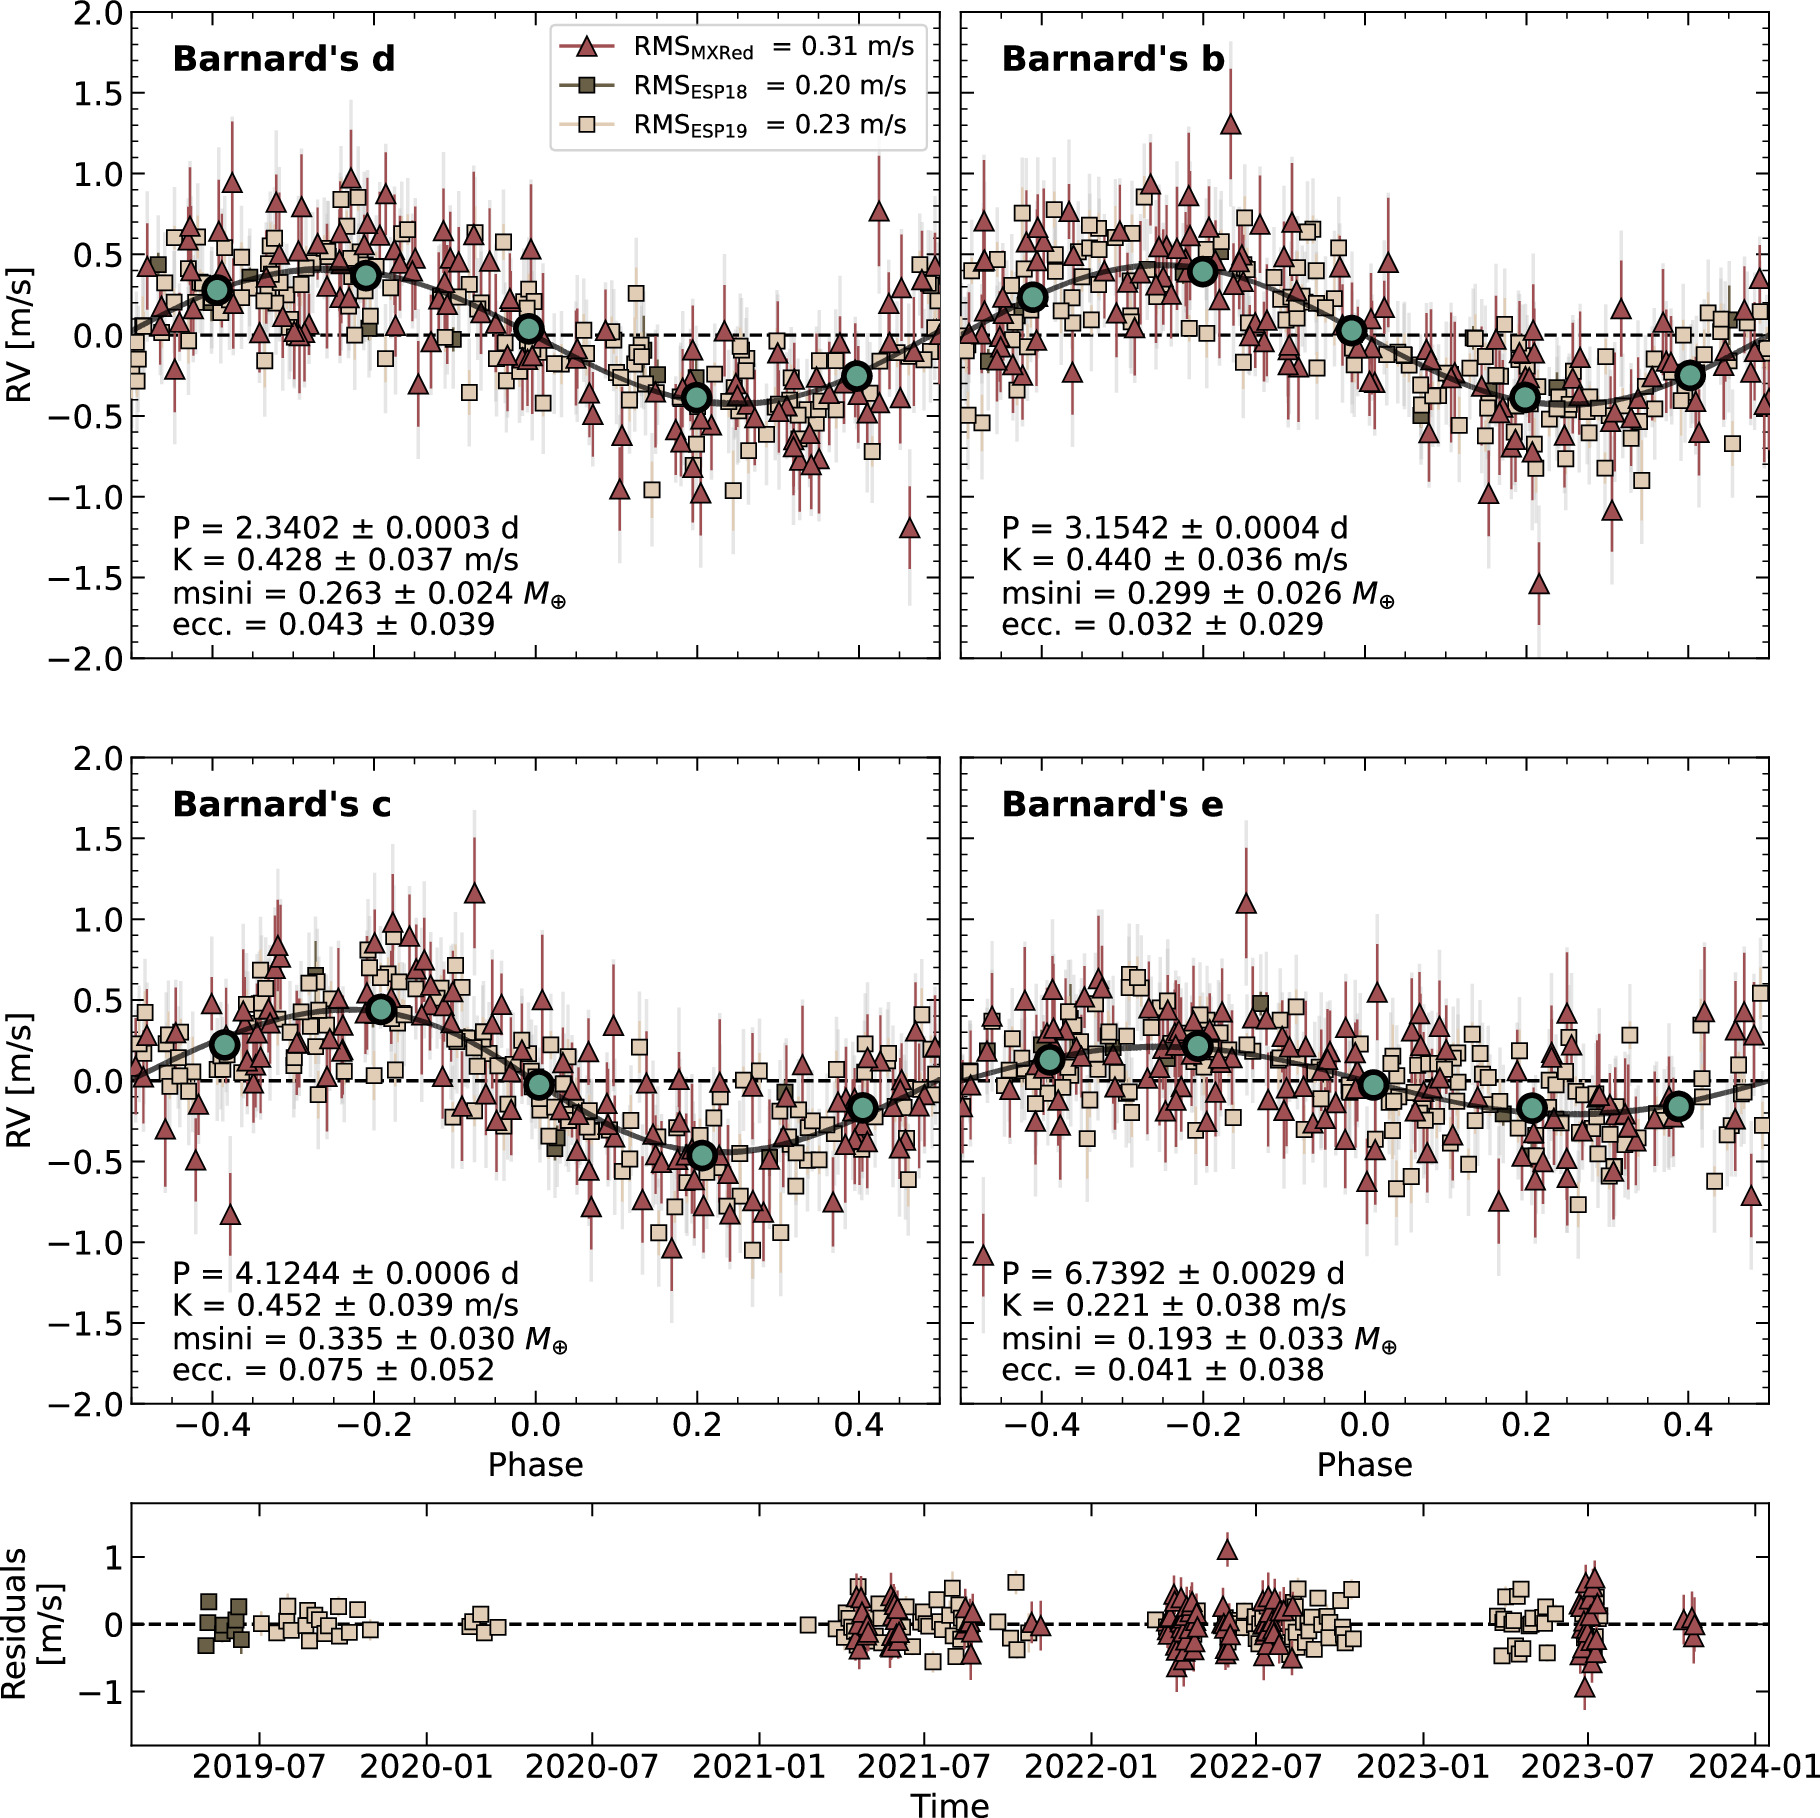 Barnard's d
RMS_MXRed = 0.31 m/s
RMS_ESP18 = 0.20 m/s
RMS_ESP19 = 0.23 m/s
Barnard's b
2.0
1.5
1.0
0.5
0.0
−0.5
−1.0
−1.5
−2.0
RV [m/s]
P = 2.3402 ± 0.0003 d
K = 0.428 ± 0.037 m/s
msini = 0.263 ± 0.024 M⊕
ecc. = 0.043 ± 0.039
P = 3.1542 ± 0.0004 d
K = 0.440 ± 0.036 m/s
msini = 0.299 ± 0.026 M⊕
ecc. = 0.032 ± 0.029
Barnard's c
Barnard's e
2.0
1.5
1.0
0.5
0.0
−0.5
−1.0
−1.5
−2.0
RV [m/s]
P = 4.1244 ± 0.0006 d
K = 0.452 ± 0.039 m/s
msini = 0.335 ± 0.030 M⊕
ecc. = 0.075 ± 0.052
P = 6.7392 ± 0.0029 d
K = 0.221 ± 0.038 m/s
msini = 0.193 ± 0.033 M⊕
ecc. = 0.041 ± 0.038
−0.4 −0.2 0.0 0.2 0.4
Phase
−0.4 −0.2 0.0 0.2 0.4
Phase
Residuals
[m/s]
1
0
−1
2019-07 2020-01 2020-07 2021-01 2021-07 2022-01 2022-07 2023-01 2023-07 2024-01
Time